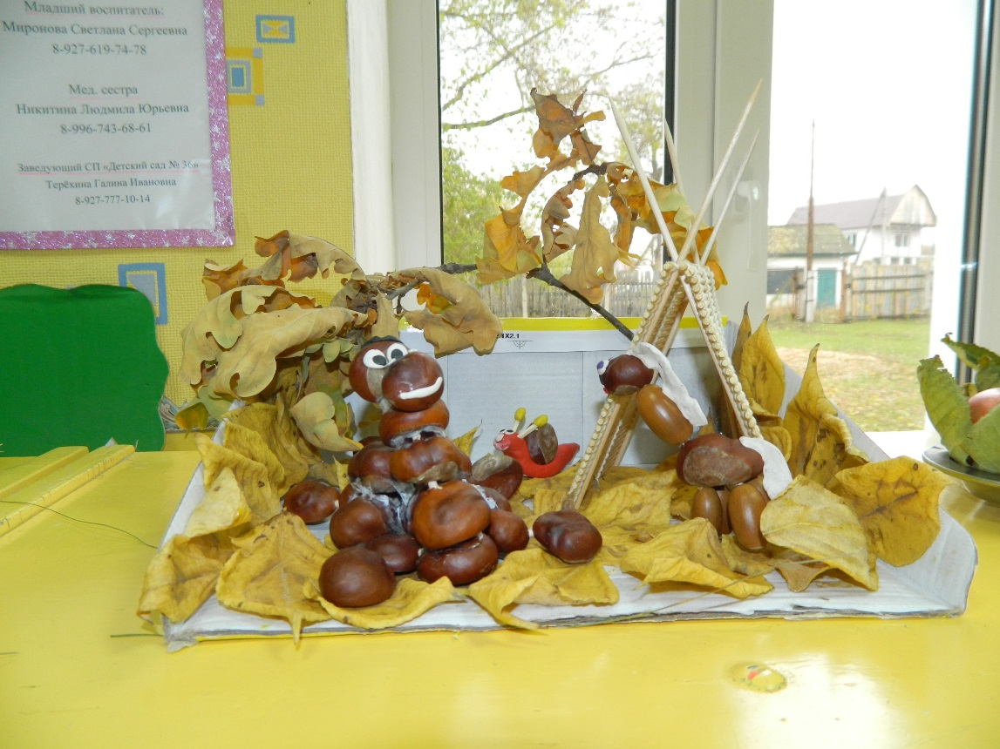 Младший воспитатель:
Миронова Светлана Сергеевна
8-927-619-74-78
Мед. сестра
Никитина Людмила Юрьевна
8-996-743-68-61
Заведующий СП «Детский сад № 36»
Терёхина Галина Ивановна
8-927-777-10-14
X2.1